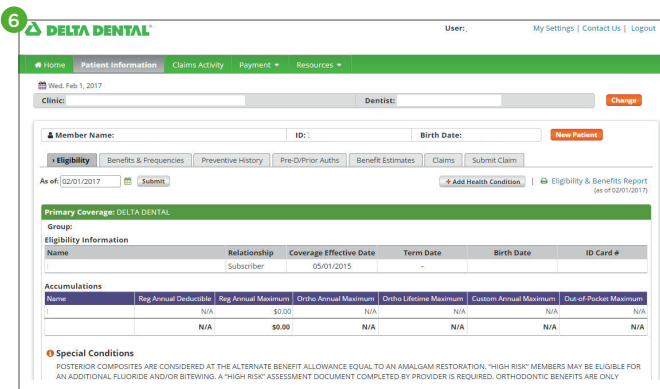 6
DELTA DENTAL®
User:
My Settings | Contact Us | Logout
Home Patient Information Claims Activity Payment Resources
Wed. Feb 1, 2017
Clinic: Dentist: Change
Member Name: ID: Birth Date: New Patient
Eligibility Benefits & Frequencies Preventive History Pre-D/Prior Auths Benefit Estimates Claims Submit Claim
As of: 02/01/2017 Submit + Add Health Condition | Eligibility & Benefits Report
(as of 02/01/2017)
Primary Coverage: DELTA DENTAL
Group:
Eligibility Information
Name Relationship Coverage Effective Date Term Date Birth Date ID Card #
Subscriber 05/01/2015 -
Accumulations
Name Reg Annual Deductible Reg Annual Maximum Ortho Annual Maximum Ortho Lifetime Maximum Custom Annual Maximum Out-of-Pocket Maximum
N/A $0.00 N/A N/A N/A N/A
N/A $0.00 N/A N/A N/A N/A
Special Conditions
POSTERIOR COMPOSITES ARE CONSIDERED AT THE ALTERNATE BENEFIT ALLOWANCE EQUAL TO AN AMALGAM RESTORATION. "HIGH RISK" MEMBERS MAY BE ELIGIBLE FOR
AN ADDITIONAL FLUORIDE AND/OR BITEWING. A "HIGH RISK" ASSESSMENT DOCUMENT COMPLETED BY PROVIDER IS REQUIRED. ORTHODONTIC BENEFITS ARE ONLY